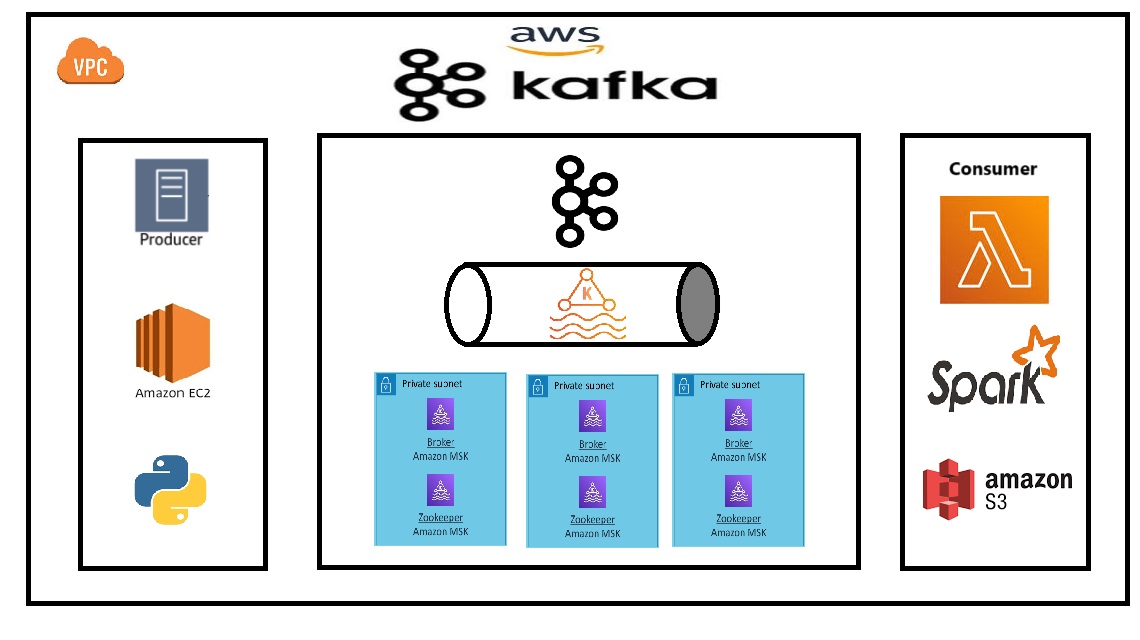 VPC
aws
kafka
Producer
Amazon EC2
K
Private subnet
Broker
Amazon MSK
Zookeeper
Amazon MSK
Private subnet
Broker
Amazon MSK
Zookeeper
Amazon MSK
Private subnet
Broker
Amazon MSK
Zookeeper
Amazon MSK
Consumer
Spark
amazon
S3